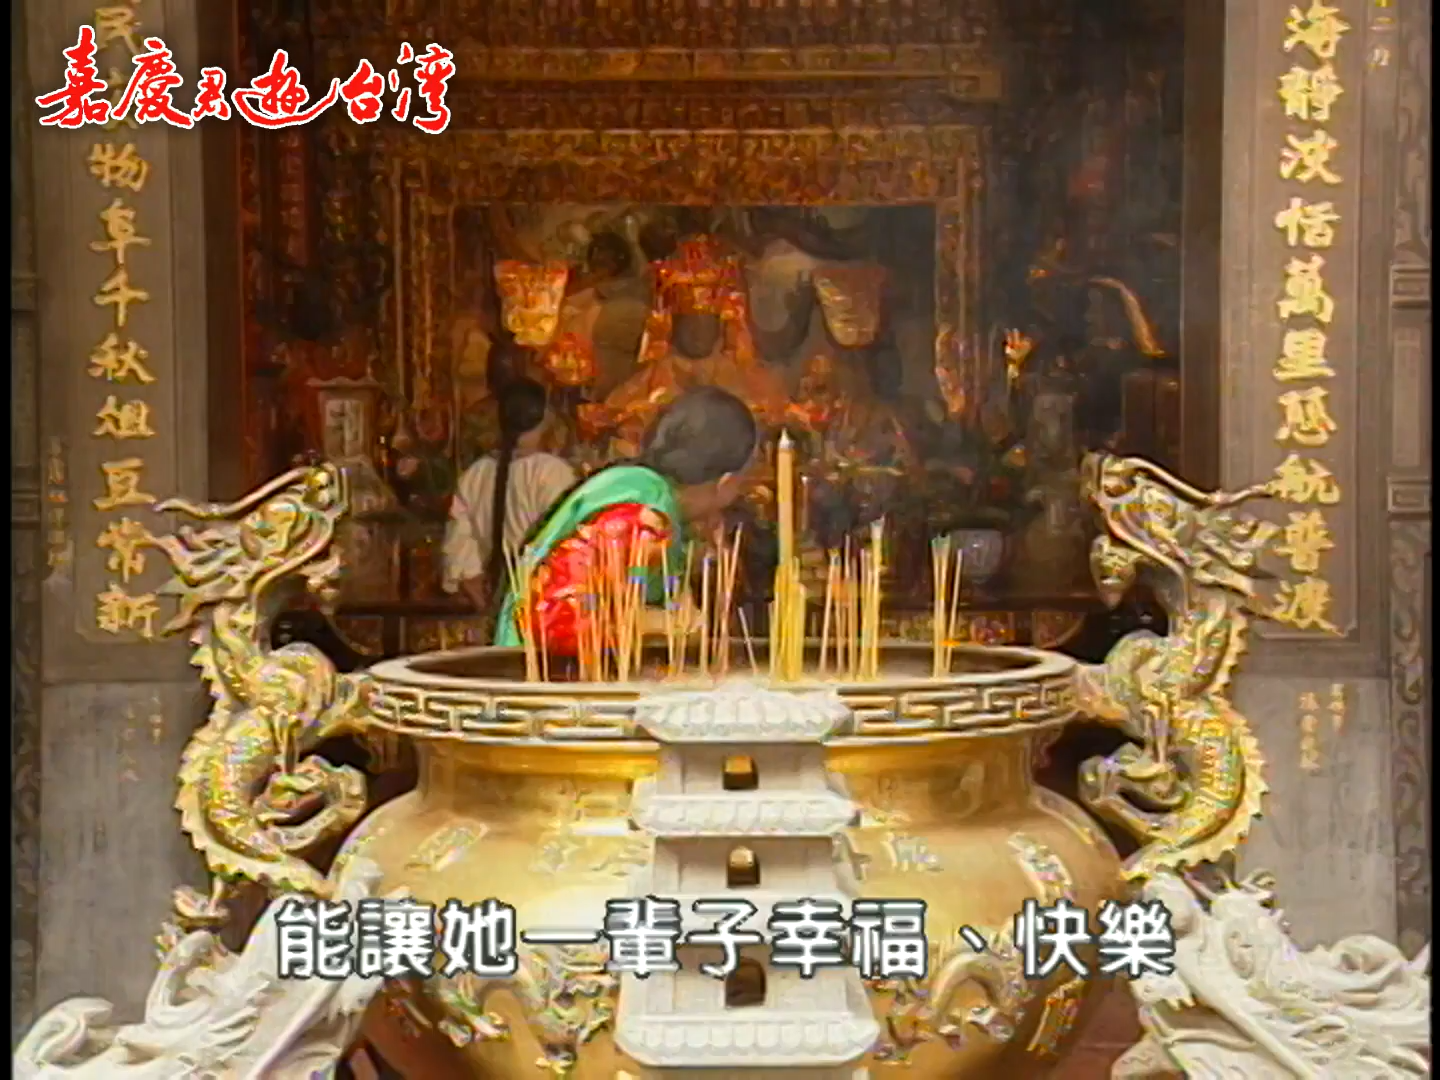 嘉慶君遊台灣
海靜波恬萬里慈航普渡
民
物阜千秋俎豆常新
能讓她一輩子幸福、快樂